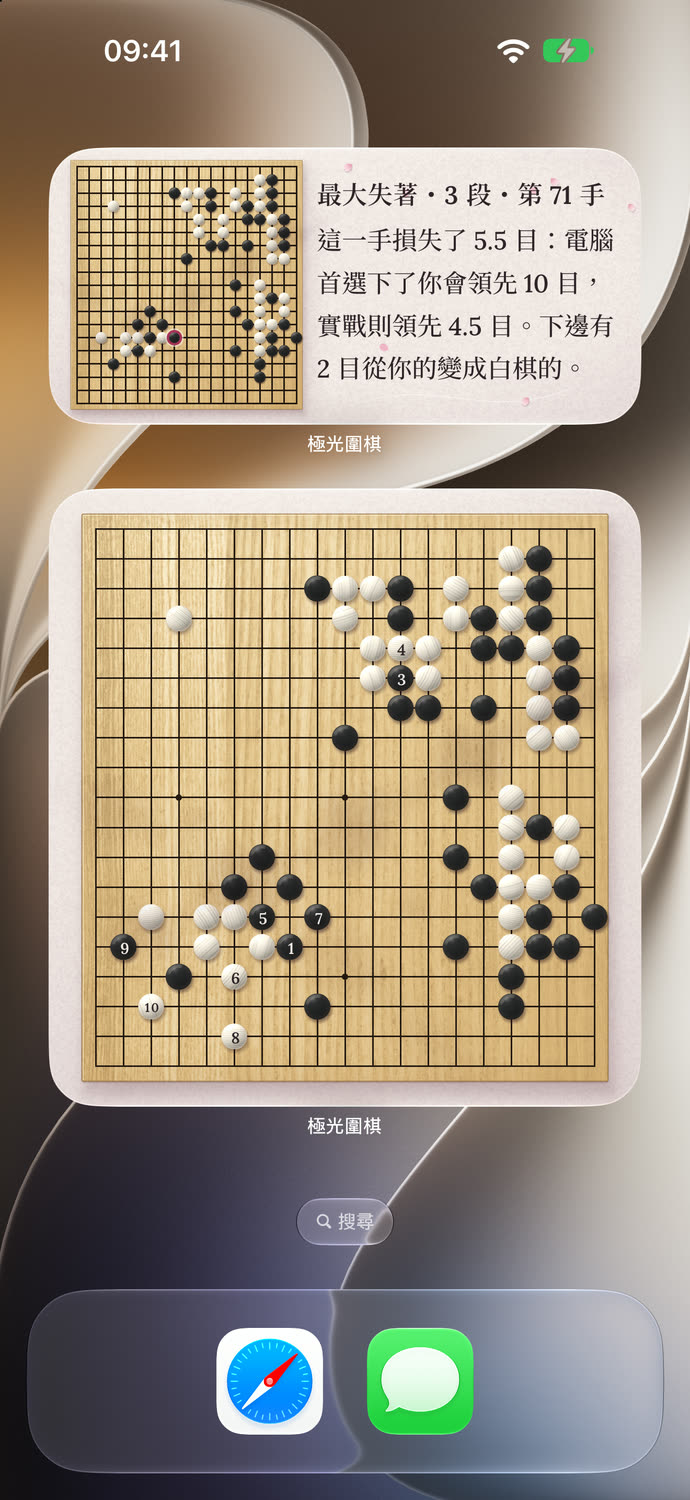 09:41
最大失著・3 段・第 71 手
這一手損失了 5.5 目：電腦
首選下了你會領先 10 目，
實戰則領先 4.5 目。下邊有
2 目從你的變成白棋的。
極光圍棋
4
3
5
7
9
1
6
10
8
極光圍棋
搜尋